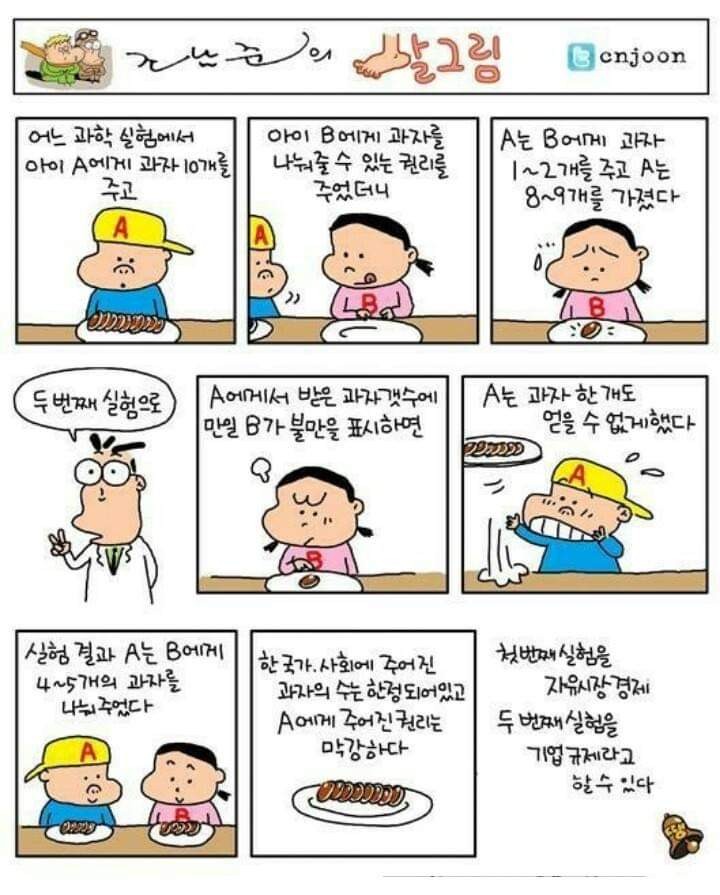 조남준의 발그림
cnjoon
어느 과학 실험에서
아이 A에게 과자 10개를
주고
A
아이 B에게 과자를
나눠줄 수 있는 권리를
주었더니
A
B
A는 B에게 과자
1~2개를 주고 A는
8~9개를 가졌다
B
두번째 실험으로
A에게서 받은 과자갯수에
만일 B가 불만을 표시하면
B
A는 과자 한개도
얻을 수 없게했다
A
실험 결과 A는 B에게
4~5개의 과자를
나눠주었다
A
B
한 국가.사회에 주어진
과자의 수는 한정되어있고
A에게 주어진 권리는
막강하다
첫번째 실험을
자유시장경제
두번째 실험을
기업규제라고
할 수 있다